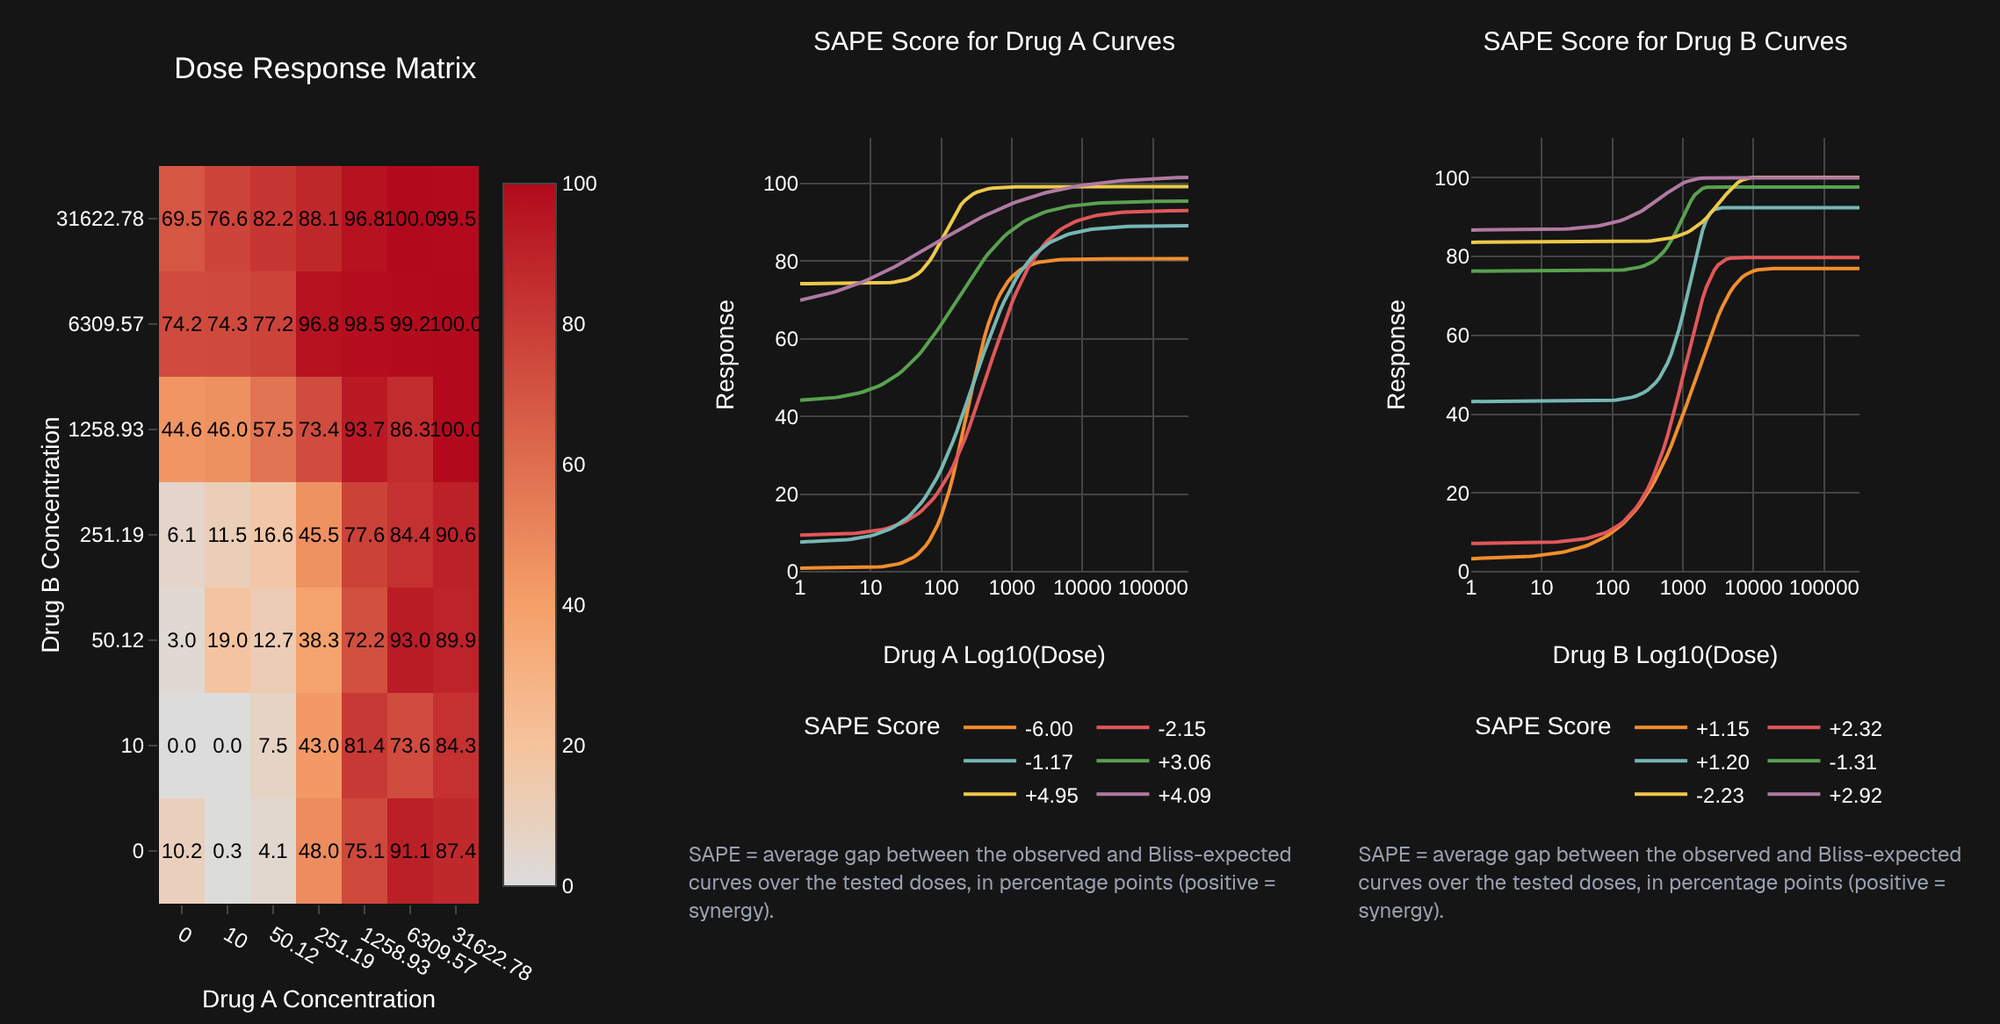 SAPE Score for Drug A Curves
SAPE Score for Drug B Curves
Dose Response Matrix
31622.78 69.5 76.6 82.2 88.1 96.8 100.0 99.5
6309.57 74.2 74.3 77.2 96.8 98.5 99.2 100.0
1258.93 44.6 46.0 57.5 73.4 93.7 86.3 100.0
251.19 6.1 11.5 16.6 45.5 77.6 84.4 90.6
50.12 3.0 19.0 12.7 38.3 72.2 93.0 89.9
10 0.0 0.0 7.5 43.0 81.4 73.6 84.3
0 10.2 0.3 4.1 48.0 75.1 91.1 87.4
0 10 50.12 251.19 1258.93 6309.57 31622.78
Drug A Concentration
Drug B Concentration
100
80
60
40
20
0
Response
100
80
60
40
20
0
1 10 100 1000 10000 100000
Drug A Log10(Dose)
SAPE Score
-6.00 -2.15
-1.17 +3.06
+4.95 +4.09
SAPE = average gap between the observed and Bliss-expected
curves over the tested doses, in percentage points (positive =
synergy).
Response
100
80
60
40
20
0
1 10 100 1000 10000 100000
Drug B Log10(Dose)
SAPE Score
+1.15 +2.32
+1.20 -1.31
-2.23 +2.92
SAPE = average gap between the observed and Bliss-expected
curves over the tested doses, in percentage points (positive =
synergy).